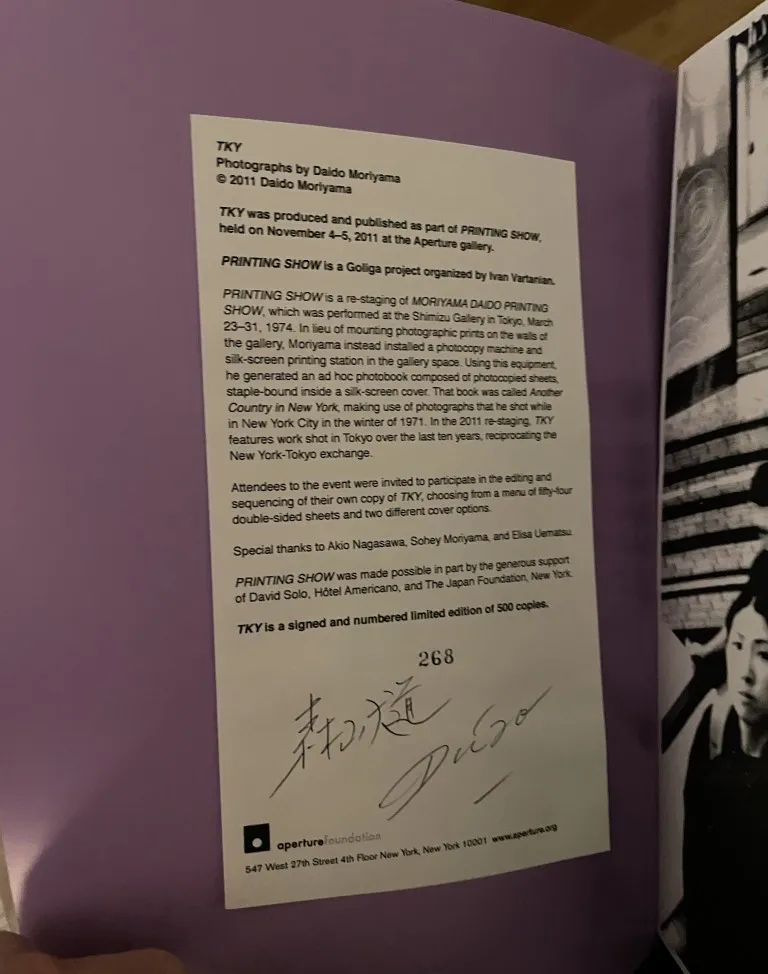 TKY
Photographs by Daido Moriyama
© 2011 Daido Moriyama
TKY was produced and published as part of PRINTING SHOW,
held on November 4–5, 2011 at the Aperture gallery.
PRINTING SHOW is a Goliga project organized by Ivan Vartanian.
PRINTING SHOW is a re-staging of MORIYAMA DAIDO PRINTING
SHOW, which was performed at the Shimizu Gallery in Tokyo, March
23–31, 1974. In lieu of mounting photographic prints on the walls of
the gallery, Moriyama instead installed a photocopy machine and
silk-screen printing station in the gallery space. Using this equipment,
he generated an ad hoc photobook composed of photocopied sheets,
staple-bound inside a silk-screen cover. That book was called Another
Country in New York, making use of photographs that he shot while
in New York City in the winter of 1971. In the 2011 re-staging, TKY
features work shot in Tokyo over the last ten years, reciprocating the
New York-Tokyo exchange.
Attendees to the event were invited to participate in the editing and
sequencing of their own copy of TKY, choosing from a menu of fifty-four
double-sided sheets and two different cover options.
Special thanks to Akio Nagasawa, Sohey Moriyama, and Elisa Uematsu.
PRINTING SHOW was made possible in part by the generous support
of David Solo, Hôtel Americano, and The Japan Foundation, New York.
TKY is a signed and numbered limited edition of 500 copies.
268
森山大道
Daido
aperturefoundation
547 West 27th Street 4th Floor New York, New York 10001 www.aperture.org